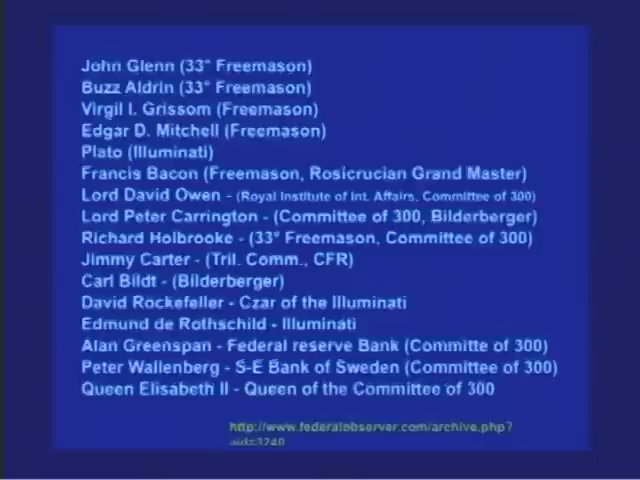 John Glenn (33° Freemason)
Buzz Aldrin (33° Freemason)
Virgil I. Grissom (Freemason)
Edgar D. Mitchell (Freemason)
Plato (Illuminati)
Francis Bacon (Freemason, Rosicrucian Grand Master)
Lord David Owen - (Royal Institute of Int. Affairs, Committee of 300)
Lord Peter Carrington - (Committee of 300, Bilderberger)
Richard Holbrooke - (33° Freemason, Committee of 300)
Jimmy Carter - (Tril. Comm., CFR)
Carl Bildt - (Bilderberger)
David Rockefeller - Czar of the Illuminati
Edmund de Rothschild - Illuminati
Alan Greenspan - Federal reserve Bank (Committe of 300)
Peter Wallenberg - S-E Bank of Sweden (Committee of 300)
Queen Elisabeth II - Queen of the Committee of 300
http://www.federalobserver.com/archive.php?